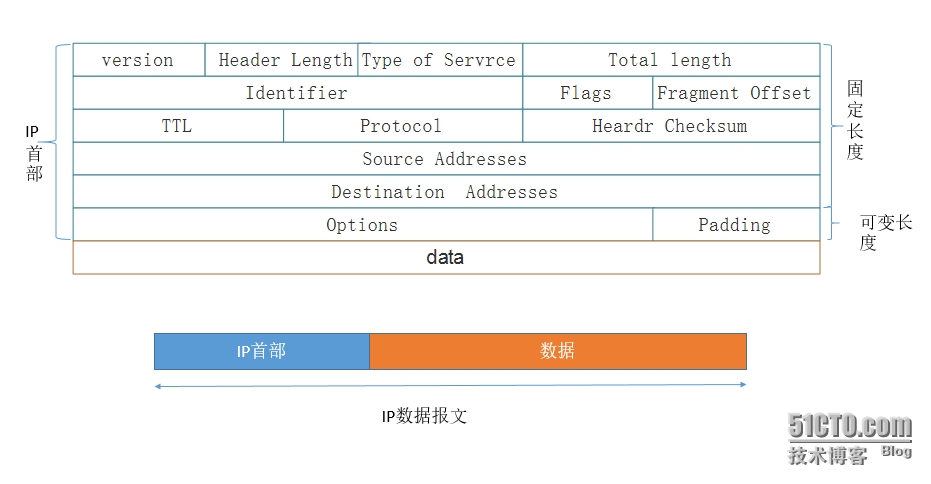 version Header Length Type of Servrce Total length
Identifier Flags Fragment Offset
TTL Protocol Heardr Checksum
Source Addresses
Destination Addresses
Options Padding
data
IP
首
部
固
定
长
度
可变长
度
IP首部 数据
IP数据报文
51CTO.com
技术博客 Blog